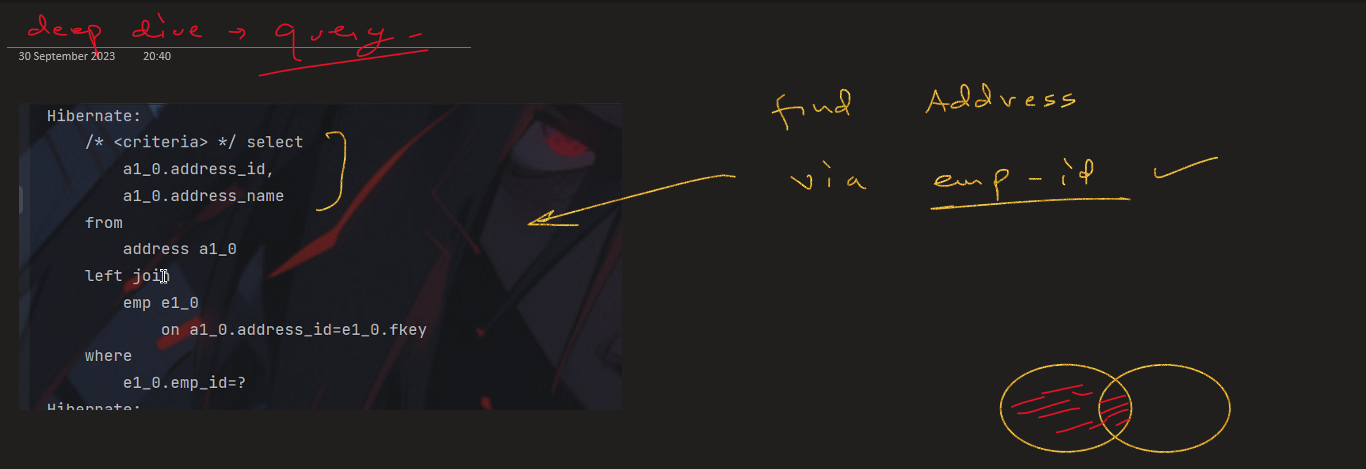 deep dive → query -
30 September 2023 20:40
Hibernate:
/* <criteria> */ select
a1_0.address_id,
a1_0.address_name
from
address a1_0
left join
emp e1_0
on a1_0.address_id=e1_0.fkey
where
e1_0.emp_id=?
Hibernate:
find Address
via emp-id